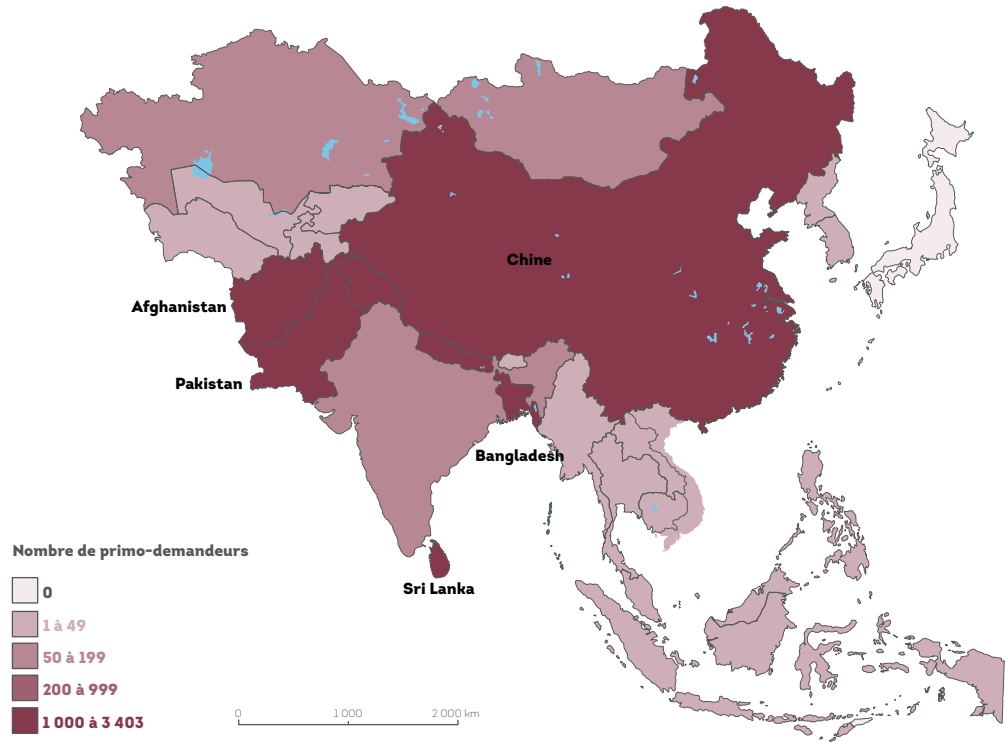 Chine
Afghanistan
Pakistan
Bangladesh
Sri Lanka
Nombre de primo-demandeurs
0
1 à 49
50 à 199
200 à 999
1 000 à 3 403
0 1 000 2 000 km